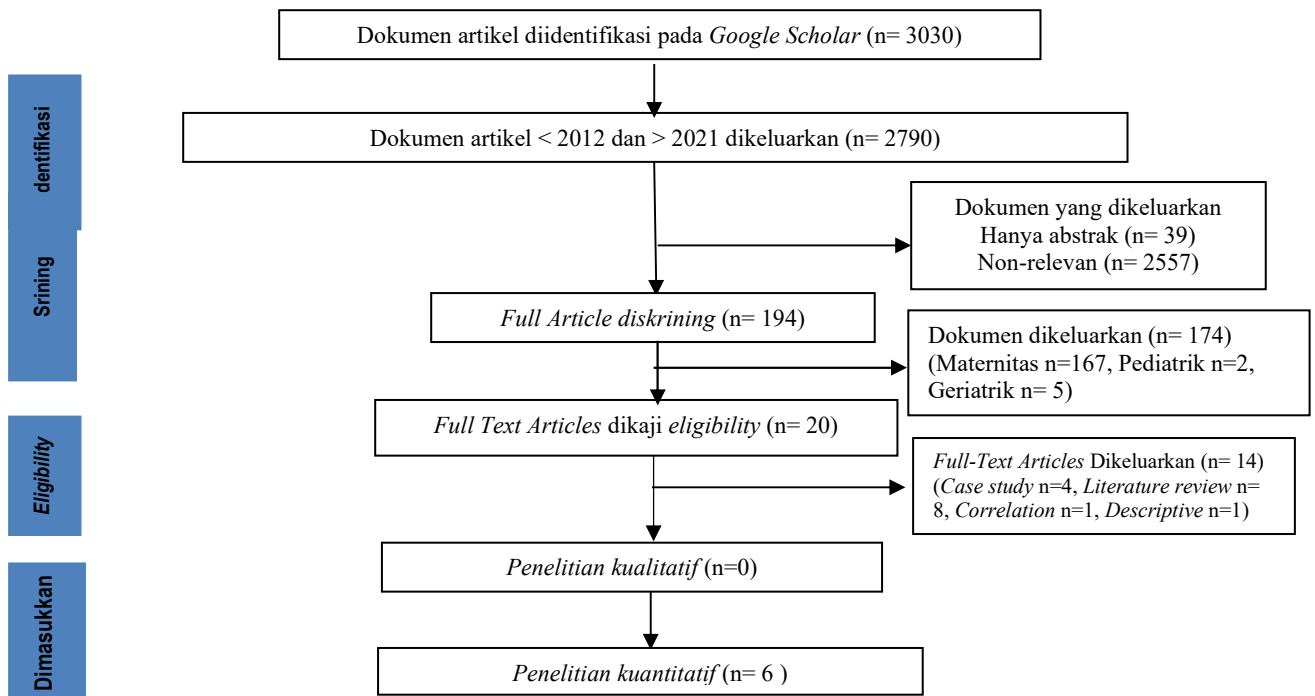 Dokumen artikel diidentifikasi pada Google Scholar (n= 3030)
dentifikasi
Dokumen artikel < 2012 dan > 2021 dikeluarkan (n= 2790)
Dokumen yang dikeluarkan
Hanya abstrak (n= 39)
Non-relevan (n= 2557)
Srining
Full Article diskrining (n= 194)
Dokumen dikeluarkan (n= 174)
(Maternitas n=167, Pediatrik n=2,
Geriatrik n= 5)
Eligibility
Full Text Articles dikaji eligibility (n= 20)
Full-Text Articles Dikeluarkan (n= 14)
(Case study n=4, Literature review n=
8, Correlation n=1, Descriptive n=1)
Dimasukkan
Penelitian kualitatif (n=0)
Penelitian kuantitatif (n= 6 )